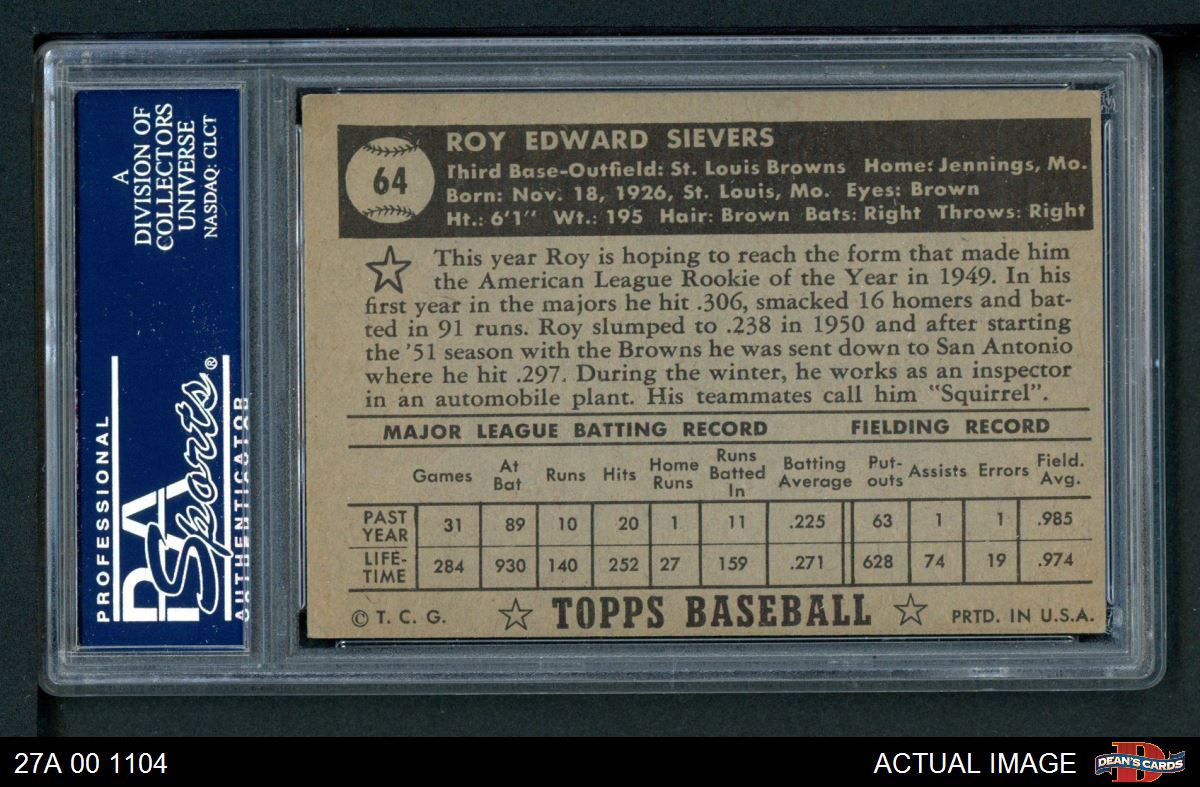 A
DIVISION OF
COLLECTORS
UNIVERSE
NASDAQ: CLCT
PROFESSIONAL
PSA
Sports®
AUTHENTICATOR
64
ROY EDWARD SIEVERS
Third Base-Outfield: St. Louis Browns Home: Jennings, Mo.
Born: Nov. 18, 1926, St. Louis, Mo. Eyes: Brown
Ht.: 6'1" Wt.: 195 Hair: Brown Bats: Right Throws: Right
This year Roy is hoping to reach the form that made him
the American League Rookie of the Year in 1949. In his
first year in the majors he hit .306, smacked 16 homers and bat-
ted in 91 runs. Roy slumped to .238 in 1950 and after starting
the '51 season with the Browns he was sent down to San Antonio
where he hit .297. During the winter, he works as an inspector
in an automobile plant. His teammates call him "Squirrel".
MAJOR LEAGUE BATTING RECORD FIELDING RECORD
Games At Bat Runs Hits Home Runs Runs Batted In Batting Average Put-outs Assists Errors Field. Avg.
PAST YEAR 31 89 10 20 1 11 .225 63 1 1 .985
LIFE-TIME 284 930 140 252 27 159 .271 628 74 19 .974
© T. C. G. TOPPS BASEBALL PRTD. IN U.S.A.
27A 00 1104 ACTUAL IMAGE
D
DEAN'S CARDS